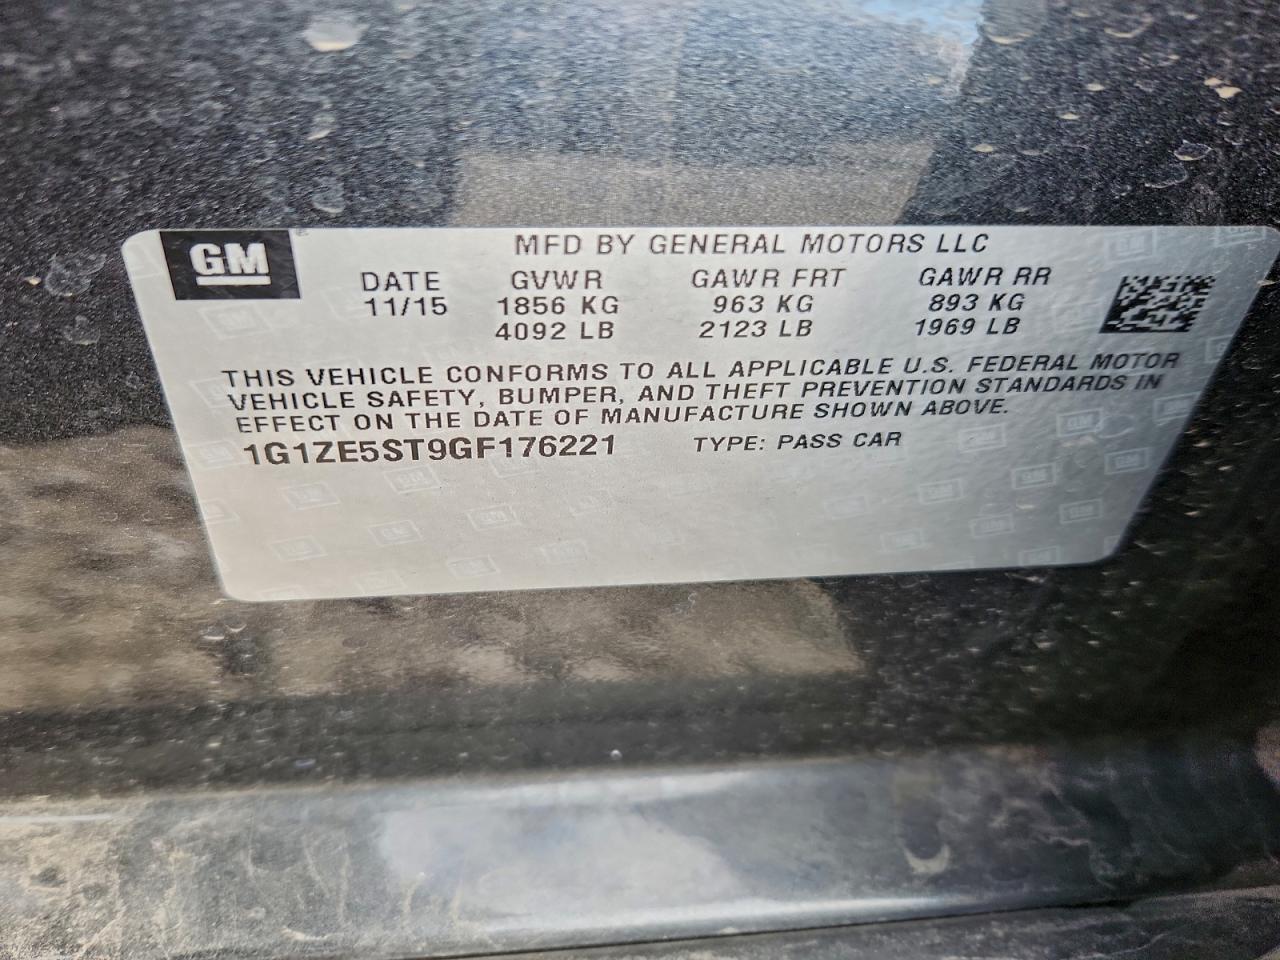 GM
MFD BY GENERAL MOTORS LLC
DATE GVWR GAWR FRT GAWR RR
11/15 1856 KG 963 KG 893 KG
4092 LB 2123 LB 1969 LB
THIS VEHICLE CONFORMS TO ALL APPLICABLE U.S. FEDERAL MOTOR
VEHICLE SAFETY, BUMPER, AND THEFT PREVENTION STANDARDS IN
EFFECT ON THE DATE OF MANUFACTURE SHOWN ABOVE.
1G1ZE5ST9GF176221 TYPE: PASS CAR